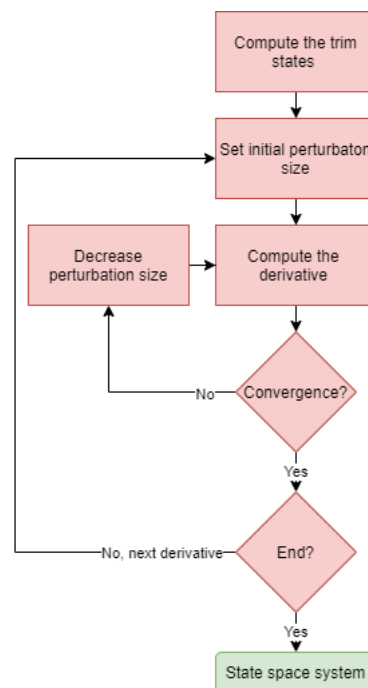 Compute the trim
states
Set initial perturbaton
size
Decrease
perturbation size
Compute the
derivative
Convergence?
No
Yes
No, next derivative
End?
Yes
State space system